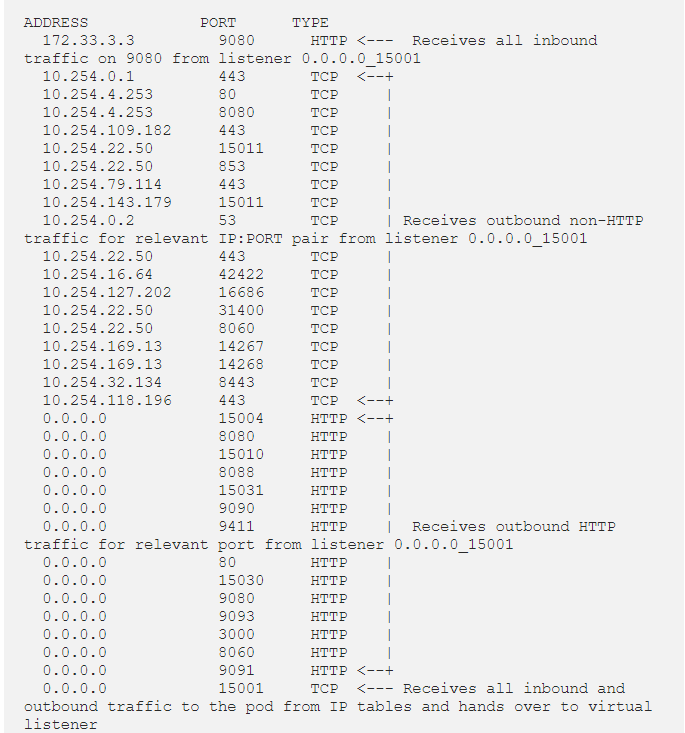 ADDRESS PORT TYPE
172.33.3.3 9080 HTTP <--- Receives all inbound
traffic on 9080 from listener 0.0.0.0_15001
10.254.0.1 443 TCP <--+
10.254.4.253 80 TCP |
10.254.4.253 8080 TCP |
10.254.109.182 443 TCP |
10.254.22.50 15011 TCP |
10.254.22.50 853 TCP |
10.254.79.114 443 TCP |
10.254.143.179 15011 TCP |
10.254.0.2 53 TCP | Receives outbound non-HTTP
traffic for relevant IP:PORT pair from listener 0.0.0.0_15001
10.254.22.50 443 TCP |
10.254.16.64 42422 TCP |
10.254.127.202 16686 TCP |
10.254.22.50 31400 TCP |
10.254.22.50 8060 TCP |
10.254.169.13 14267 TCP |
10.254.169.13 14268 TCP |
10.254.32.134 8443 TCP |
10.254.118.196 443 TCP <--+
0.0.0.0 15004 HTTP <--+
0.0.0.0 8080 HTTP |
0.0.0.0 15010 HTTP |
0.0.0.0 8088 HTTP |
0.0.0.0 15031 HTTP |
0.0.0.0 9090 HTTP |
0.0.0.0 9411 HTTP | Receives outbound HTTP
traffic for relevant port from listener 0.0.0.0_15001
0.0.0.0 80 HTTP |
0.0.0.0 15030 HTTP |
0.0.0.0 9080 HTTP |
0.0.0.0 9093 HTTP |
0.0.0.0 3000 HTTP |
0.0.0.0 8060 HTTP |
0.0.0.0 9091 HTTP <--+
0.0.0.0 15001 TCP <--- Receives all inbound and
outbound traffic to the pod from IP tables and hands over to virtual
listener